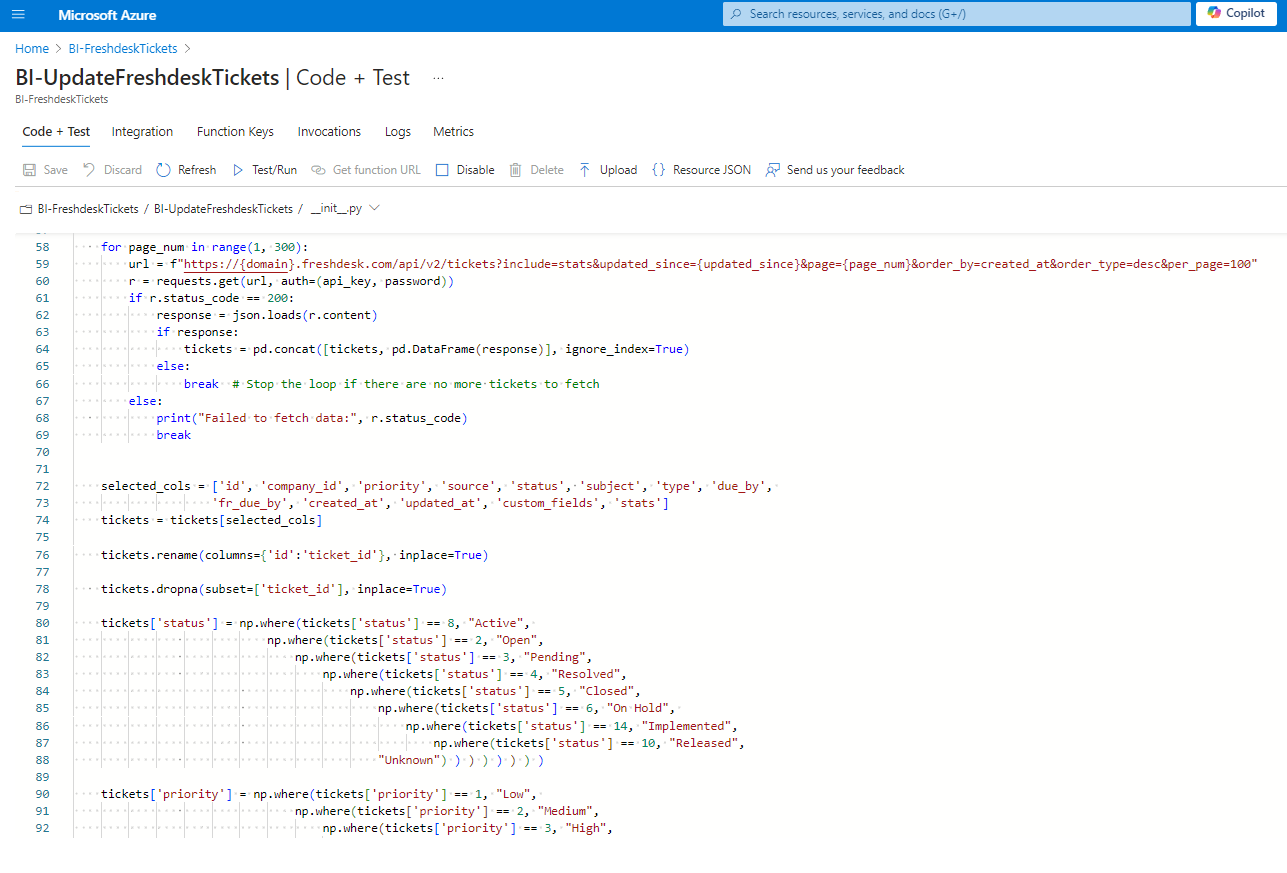 Microsoft Azure
Search resources, services, and docs (G+/)
Copilot
Home > BI-FreshdeskTickets >
BI-UpdateFreshdeskTickets | Code + Test ...
BI-FreshdeskTickets
Code + Test Integration Function Keys Invocations Logs Metrics
Save Discard Refresh Test/Run Get function URL Disable Delete Upload {} Resource JSON Send us your feedback
BI-FreshdeskTickets / BI-UpdateFreshdeskTickets / __init__.py
58 for page_num in range(1, 300):
59 url = f"https://{domain}.freshdesk.com/api/v2/tickets?include=stats&updated_since={updated_since}&page={page_num}&order_by=created_at&order_type=desc&per_page=100"
60 r = requests.get(url, auth=(api_key, password))
61 if r.status_code == 200:
62 response = json.loads(r.content)
63 if response:
64 tickets = pd.concat([tickets, pd.DataFrame(response)], ignore_index=True)
65 else:
66 break # Stop the loop if there are no more tickets to fetch
67 else:
68 print("Failed to fetch data:", r.status_code)
69 break
70
71
72 selected_cols = ['id', 'company_id', 'priority', 'source', 'status', 'subject', 'type', 'due_by',
73 'fr_due_by', 'created_at', 'updated_at', 'custom_fields', 'stats']
74 tickets = tickets[selected_cols]
75
76 tickets.rename(columns={'id':'ticket_id'}, inplace=True)
77
78 tickets.dropna(subset=['ticket_id'], inplace=True)
79
80 tickets['status'] = np.where(tickets['status'] == 8, "Active",
81 np.where(tickets['status'] == 2, "Open",
82 np.where(tickets['status'] == 3, "Pending",
83 np.where(tickets['status'] == 4, "Resolved",
84 np.where(tickets['status'] == 5, "Closed",
85 np.where(tickets['status'] == 6, "On Hold",
86 np.where(tickets['status'] == 14, "Implemented",
87 np.where(tickets['status'] == 10, "Released",
88 "Unknown") ) ) ) ) ) ) )
89
90 tickets['priority'] = np.where(tickets['priority'] == 1, "Low",
91 np.where(tickets['priority'] == 2, "Medium",
92 np.where(tickets['priority'] == 3, "High",